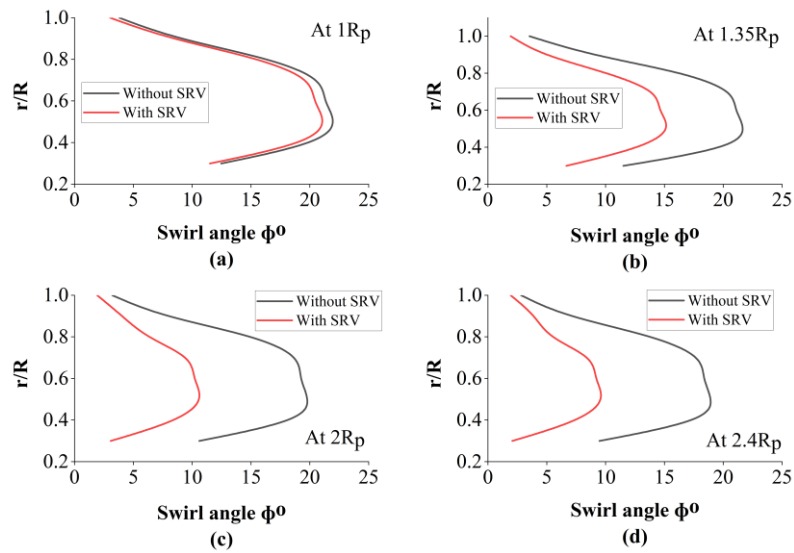 At 1Rp
r/R
1.0
0.8
0.6
0.4
0.2
Without SRV
With SRV
0 5 10 15 20 25
Swirl angle ϕo
(a)
At 1.35Rp
r/R
1.0
0.8
0.6
0.4
0.2
Without SRV
With SRV
0 5 10 15 20 25
Swirl angle ϕo
(b)
r/R
1.0
0.8
0.6
0.4
0.2
Without SRV
With SRV
At 2Rp
0 5 10 15 20 25
Swirl angle ϕo
(c)
r/R
1.0
0.8
0.6
0.4
0.2
Without SRV
With SRV
At 2.4Rp
0 5 10 15 20 25
Swirl angle ϕo
(d)